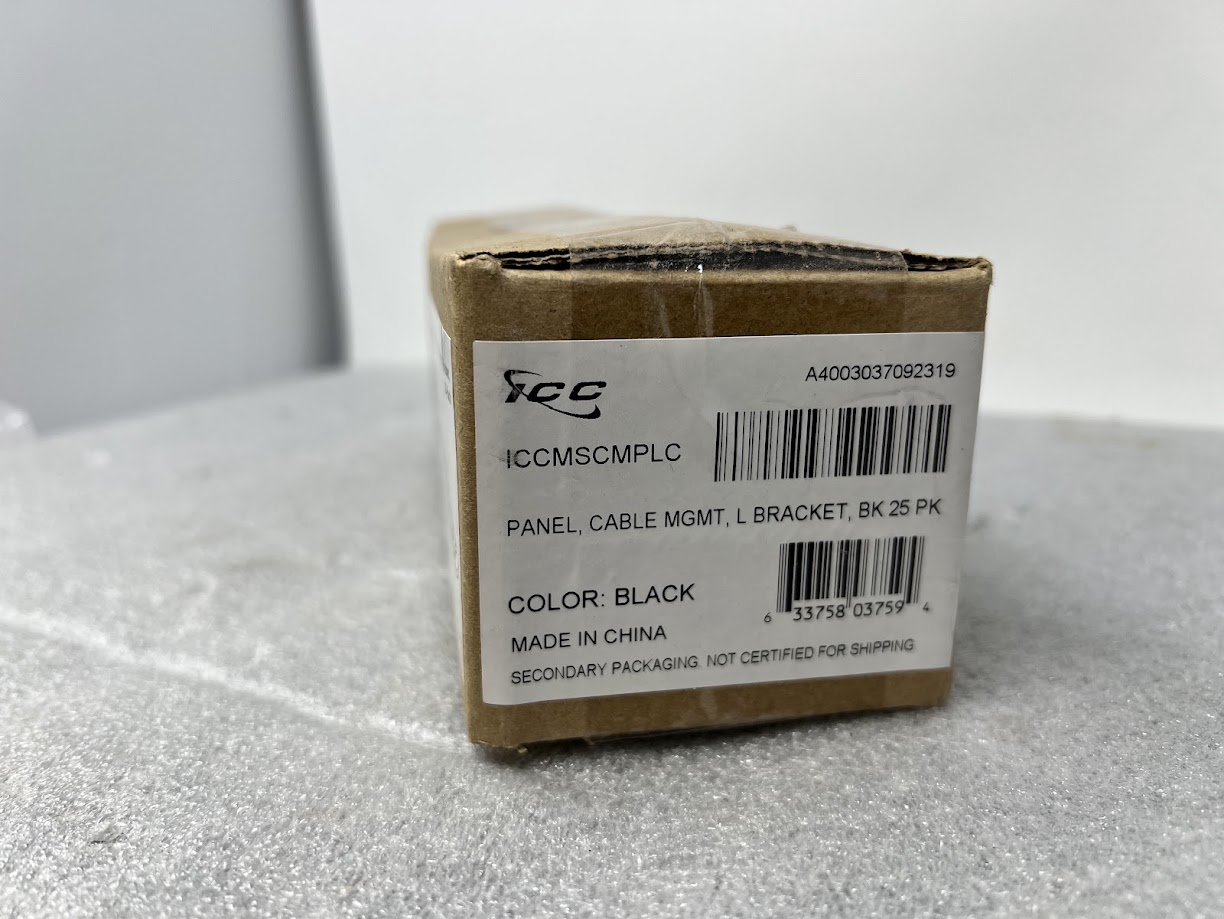 icc
A4003037092319
ICCMSCMPLC
PANEL, CABLE MGMT, L BRACKET, BK 25 PK
COLOR: BLACK
6 33758 03759 4
MADE IN CHINA
SECONDARY PACKAGING. NOT CERTIFIED FOR SHIPPING